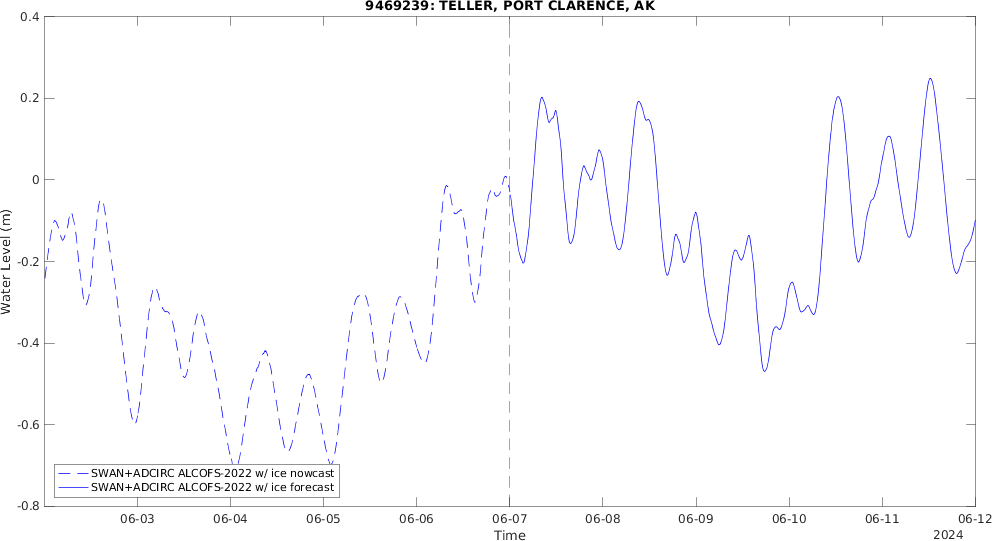 9469239: TELLER, PORT CLARENCE, AK
0.4
0.2
0
-0.2
-0.4
-0.6
-0.8
Water Level (m)
SWAN+ADCIRC ALCOFS-2022 w/ ice nowcast
SWAN+ADCIRC ALCOFS-2022 w/ ice forecast
06-03 06-04 06-05 06-06 06-07 06-08 06-09 06-10 06-11 06-12
Time
2024